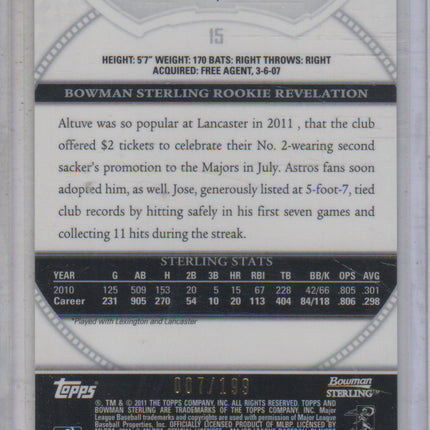 15
HEIGHT: 5'7" WEIGHT: 170 BATS: RIGHT THROWS: RIGHT
ACQUIRED: FREE AGENT, 3-6-07
BOWMAN STERLING ROOKIE REVELATION
Altuve was so popular at Lancaster in 2011 , that the club
offered $2 tickets to celebrate their No. 2-wearing second
sacker's promotion to the Majors in July. Astros fans soon
adopted him, as well. Jose, generously listed at 5-foot-7, tied
club records by hitting safely in his first seven games and
collecting 11 hits during the streak.
STERLING STATS
YEAR G AB H 2B 3B HR RBI TB BB/K OPS AVG
2010 125 509 153 20 5 15 67 228 42/66 .805 .301
Career 231 905 270 54 10 20 113 404 84/118 .806 .298
*Played with Lexington and Lancaster
Topps 007/199 Bowman
STERLING
®, TM & © 2011 THE TOPPS COMPANY, INC. ALL RIGHTS RESERVED. TOPPS AND
BOWMAN STERLING ARE TRADEMARKS OF THE TOPPS COMPANY, INC. Major
League Baseball trademarks and copyrights are used with permission of Major League
Baseball Properties, Inc. OFFICIALLY LICENSED PRODUCT OF MLBP.